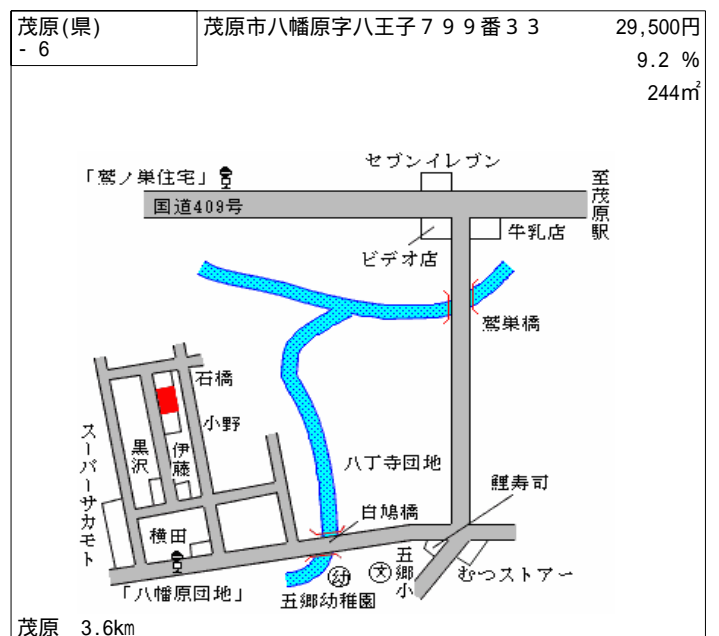 茂原(県)
- 6
茂原市八幡原字八王子７９９番３３
29,500円
9.2 %
244㎡
セブンイレブン
「鷲ノ巣住宅」
至茂原駅
国道409号
牛乳店
ビデオ店
鷲巣橋
石橋
小野
スーパーサカモト
黒沢
伊藤
八丁寺団地
鯉寿司
白鳩橋
横田
五郷小
文
幼
むつストアー
「八幡原団地」
五郷幼稚園
茂原 3.6km